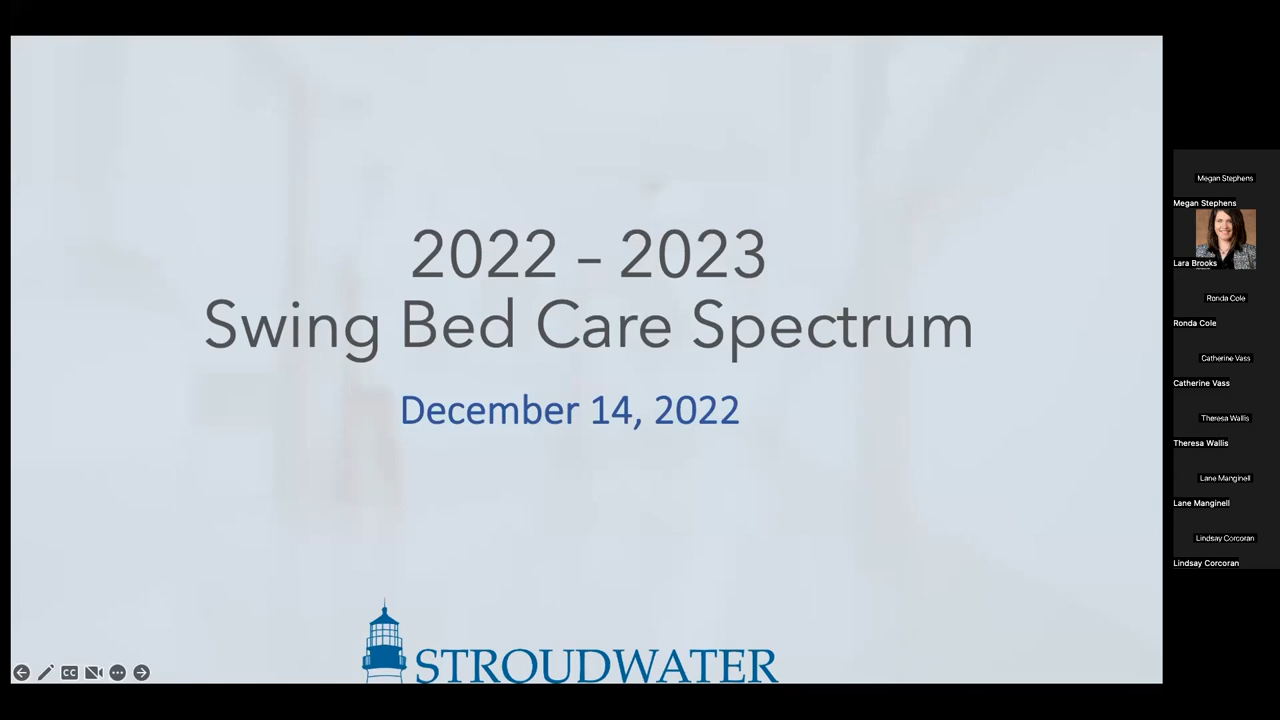 2022 – 2023
Swing Bed Care Spectrum
December 14, 2022
STROUDWATER
CC
Megan Stephens
Megan Stephens
Lara Brooks
Ronda Cole
Ronda Cole
Catherine Vass
Catherine Vass
Theresa Wallis
Theresa Wallis
Lane Manginell
Lane Manginell
Lindsay Corcoran
Lindsay Corcoran